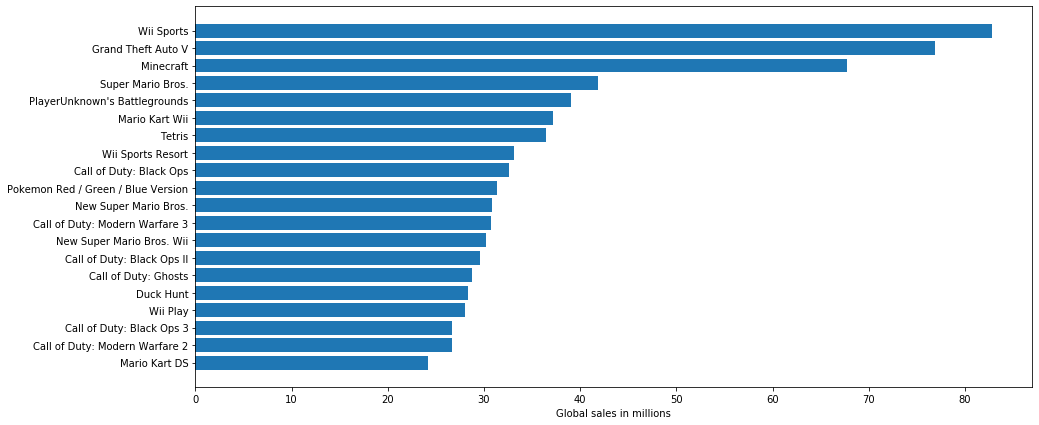 Wii Sports
Grand Theft Auto V
Minecraft
Super Mario Bros.
PlayerUnknown's Battlegrounds
Mario Kart Wii
Tetris
Wii Sports Resort
Call of Duty: Black Ops
Pokemon Red / Green / Blue Version
New Super Mario Bros.
Call of Duty: Modern Warfare 3
New Super Mario Bros. Wii
Call of Duty: Black Ops II
Call of Duty: Ghosts
Duck Hunt
Wii Play
Call of Duty: Black Ops 3
Call of Duty: Modern Warfare 2
Mario Kart DS
0 10 20 30 40 50 60 70 80
Global sales in millions